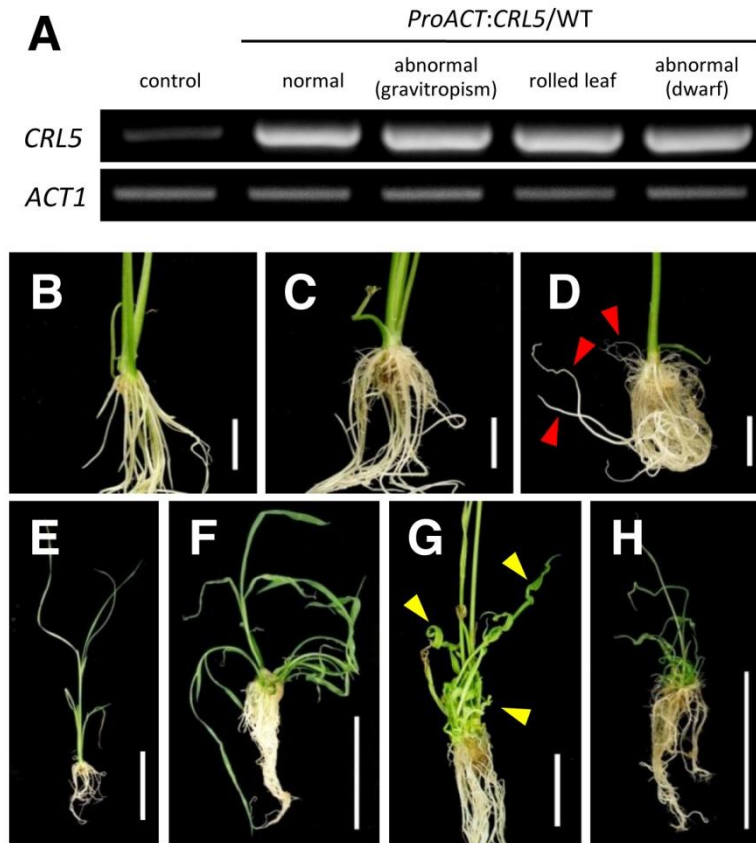 A
ProACT:CRL5/WT
control
normal
abnormal
(gravitropism)
rolled leaf
abnormal
(dwarf)
CRL5
ACT1
B
C
D
E
F
G
H